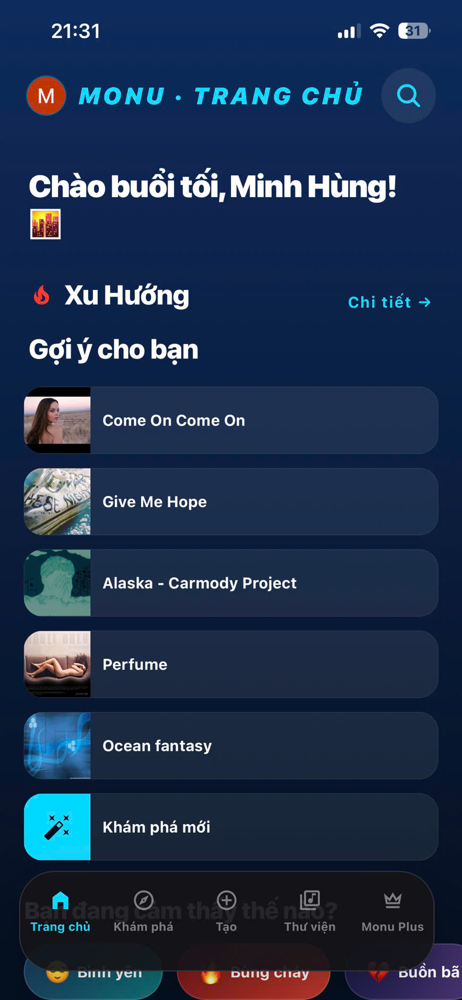 21:31
31
M
MONU · TRANG CHỦ
Chào buổi tối, Minh Hùng!
Xu Hướng
Chi tiết →
Gợi ý cho bạn
Come On Come On
Give Me Hope
HESE NIGH
Alaska - Carmody Project
Perfume
Ocean fantasy
Khám phá mới
Bạn đang cảm thấy thế nào?
Trang chủ
Khám phá
Tạo
Thư viện
Monu Plus
Bình yên
Bùng cháy
Buồn bã